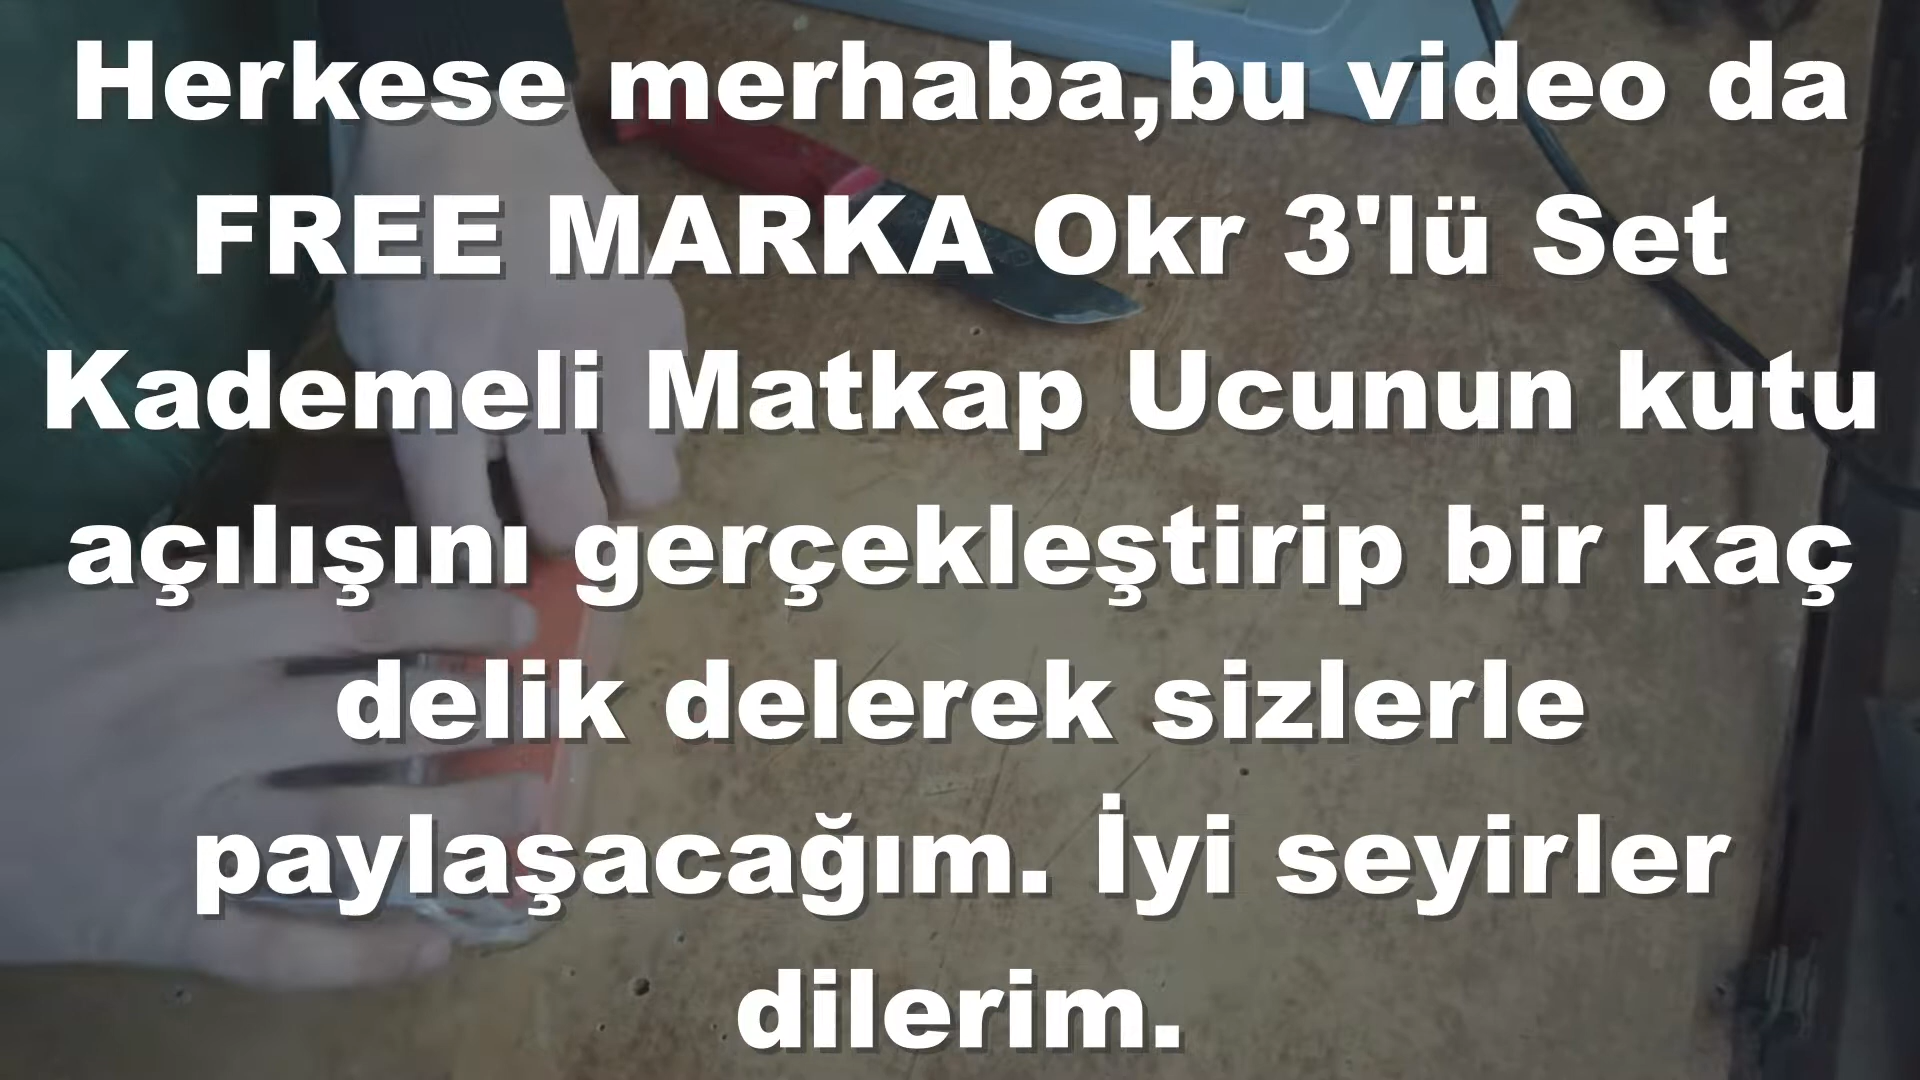 Herkese merhaba,bu video da
FREE MARKA Okr 3'lü Set
Kademeli Matkap Ucunun kutu
açılışını gerçekleştirip bir kaç
delik delerek sizlerle
paylaşacağım. İyi seyirler
dilerim.